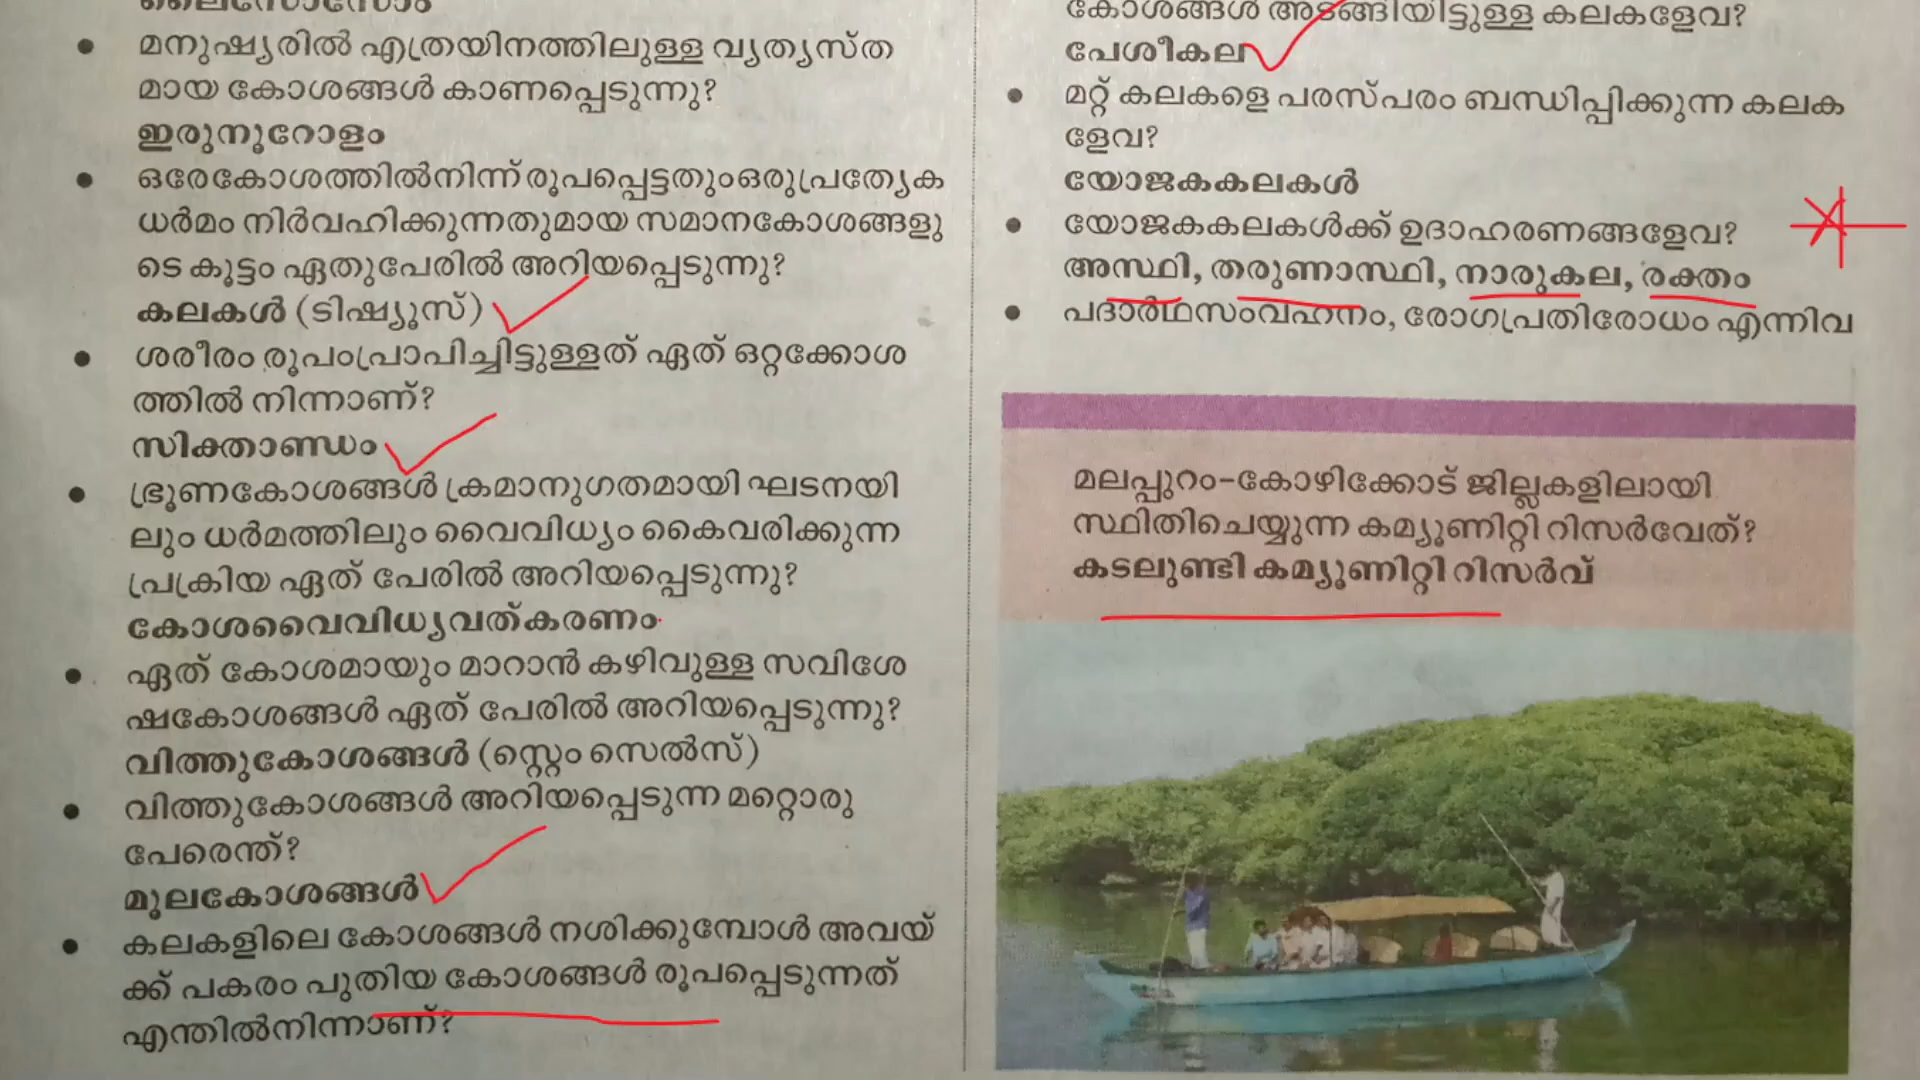 ലൈസോസോം
● മനുഷ്യരിൽ എത്രയിനത്തിലുള്ള വ്യത്യസ്ത
മായ കോശങ്ങൾ കാണപ്പെടുന്നു?
ഇരുനൂറോളം
● ഒരേകോശത്തിൽനിന്ന് രൂപപ്പെട്ടതും ഒരു പ്രത്യേക
ധർമം നിർവഹിക്കുന്നതുമായ സമാനകോശങ്ങളു
ടെ കൂട്ടം ഏതുപേരിൽ അറിയപ്പെടുന്നു?
കലകൾ (ടിഷ്യൂസ്)
● ശരീരം രൂപംപ്രാപിച്ചിട്ടുള്ളത് ഏത് ഒറ്റക്കോശ
ത്തിൽ നിന്നാണ്?
സിക്താണ്ഡം
● ഭ്രൂണകോശങ്ങൾ ക്രമാനുഗതമായി ഘടനയി
ലും ധർമത്തിലും വൈവിധ്യം കൈവരിക്കുന്ന
പ്രക്രിയ ഏത് പേരിൽ അറിയപ്പെടുന്നു?
കോശവൈവിധ്യവത്കരണം
● ഏത് കോശമായും മാറാൻ കഴിവുള്ള സവിശേ
ഷകോശങ്ങൾ ഏത് പേരിൽ അറിയപ്പെടുന്നു?
വിത്തുകോശങ്ങൾ (സ്റ്റെം സെൽസ്)
● വിത്തുകോശങ്ങൾ അറിയപ്പെടുന്ന മറ്റൊരു
പേരെന്ത്?
മൂലകോശങ്ങൾ
● കലകളിലെ കോശങ്ങൾ നശിക്കുമ്പോൾ അവയ്
ക്ക് പകരം പുതിയ കോശങ്ങൾ രൂപപ്പെടുന്നത്
എന്തിൽനിന്നാണ്?
കോശങ്ങൾ അടങ്ങിയിട്ടുള്ള കലകളേവ?
പേശീകല
● മറ്റ് കലകളെ പരസ്പരം ബന്ധിപ്പിക്കുന്ന കലക
ളേവ?
യോജകകലകൾ
● യോജകകലകൾക്ക് ഉദാഹരണങ്ങളേവ?
അസ്ഥി, തരുണാസ്ഥി, നാരുകല, രക്തം
● പദാർഥസംവഹനം, രോഗപ്രതിരോധം എന്നിവ
മലപ്പുറം-കോഴിക്കോട് ജില്ലകളിലായി
സ്ഥിതിചെയ്യുന്ന കമ്യൂണിറ്റി റിസർവേത്?
കടലുണ്ടി കമ്യൂണിറ്റി റിസർവ്